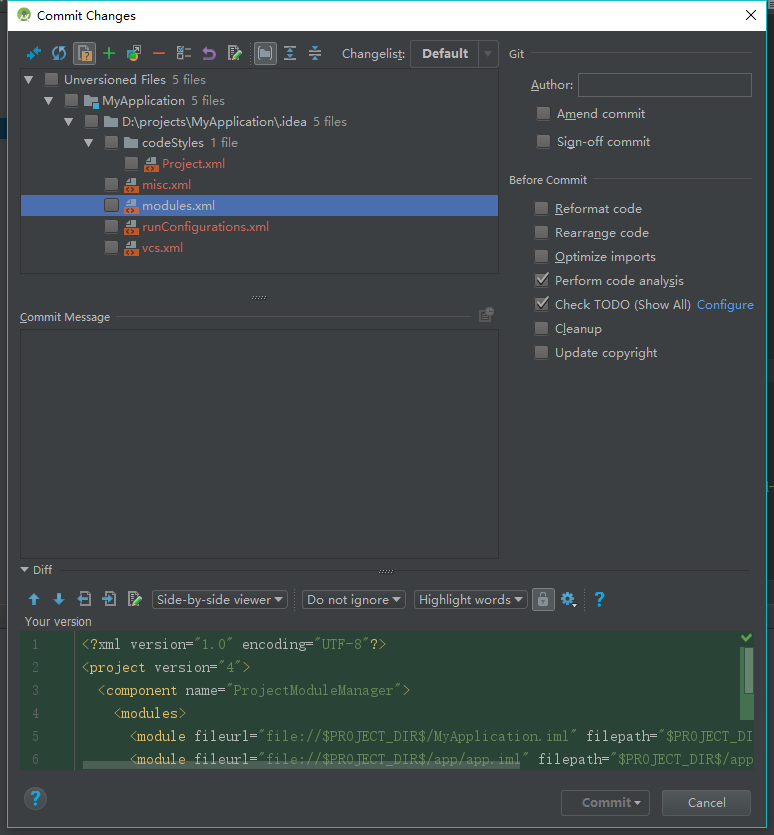 Commit Changes
Changelist: Default
Git
Unversioned Files 5 files
MyApplication 5 files
D:\projects\MyApplication\.idea 5 files
codeStyles 1 file
Project.xml
misc.xml
modules.xml
runConfigurations.xml
vcs.xml
Author:
Amend commit
Sign-off commit
Before Commit
Reformat code
Rearrange code
Optimize imports
Perform code analysis
Check TODO (Show All) Configure
Cleanup
Update copyright
Commit Message
Diff
Side-by-side viewer
Do not ignore
Highlight words
?
Your version
1 <?xml version="1.0" encoding="UTF-8"?>
2 <project version="4">
3 <component name="ProjectModuleManager">
4 <modules>
5 <module fileurl="file://$PROJECT_DIR$/MyApplication.iml" filepath="$PROJECT_DI
6 <module fileurl="file://$PROJECT_DIR$/app/app.iml" filepath="$PROJECT_DIR$/app
?
Commit
Cancel